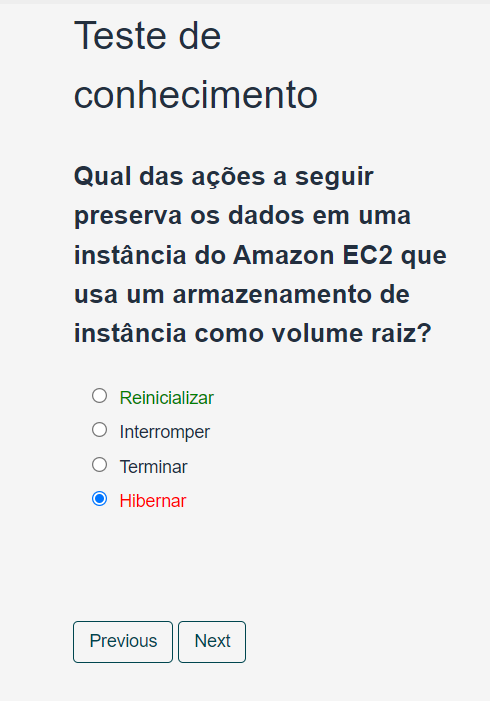 Teste de
conhecimento
Qual das ações a seguir
preserva os dados em uma
instância do Amazon EC2 que
usa um armazenamento de
instância como volume raiz?
Reinicializar
Interromper
Terminar
Hibernar
Previous Next